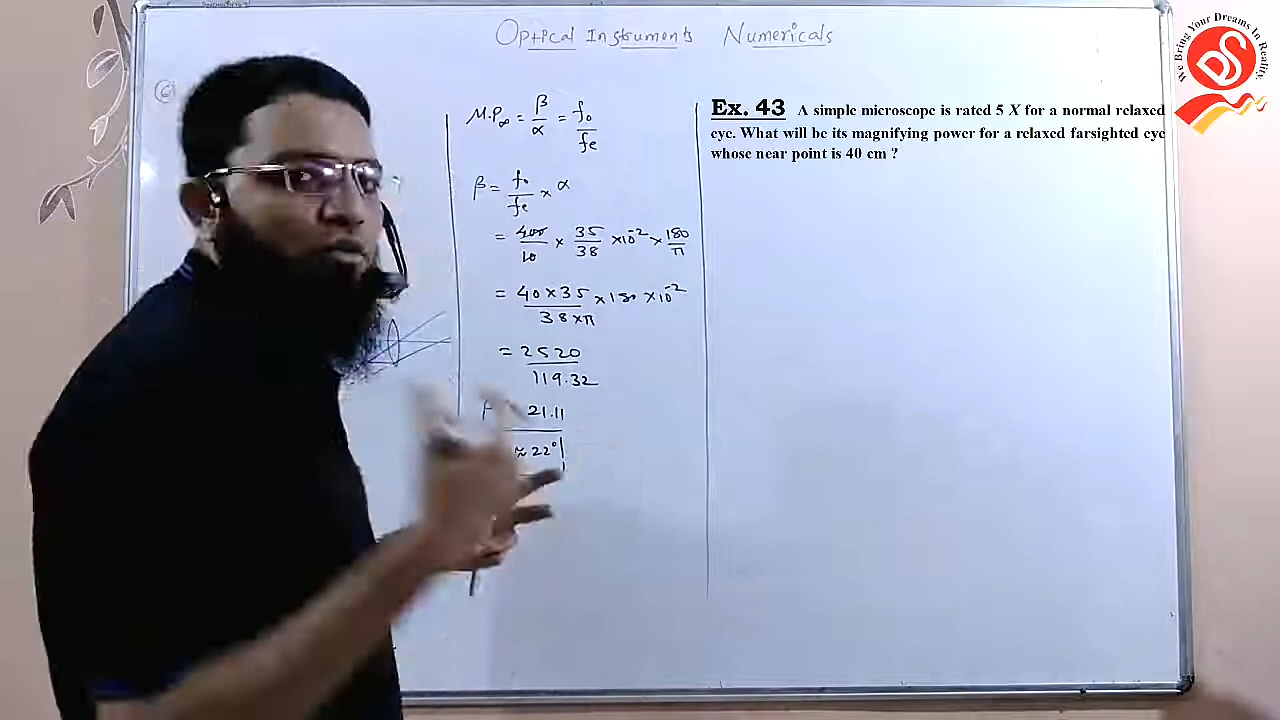 Optical Instruments Numericals
M.P∞ = β/α = fo/fe
β = fo/fe × α
= 400/10 × 35/38 × 10⁻² × 180/π
= 40×35/38×π × 180 × 10⁻²
= 2520/119.32
21.11
≈ 22°
Ex. 43 A simple microscope is rated 5 X for a normal relaxed
eye. What will be its magnifying power for a relaxed farsighted eye
whose near point is 40 cm ?
We Bring Your Dreams In Reality
DS